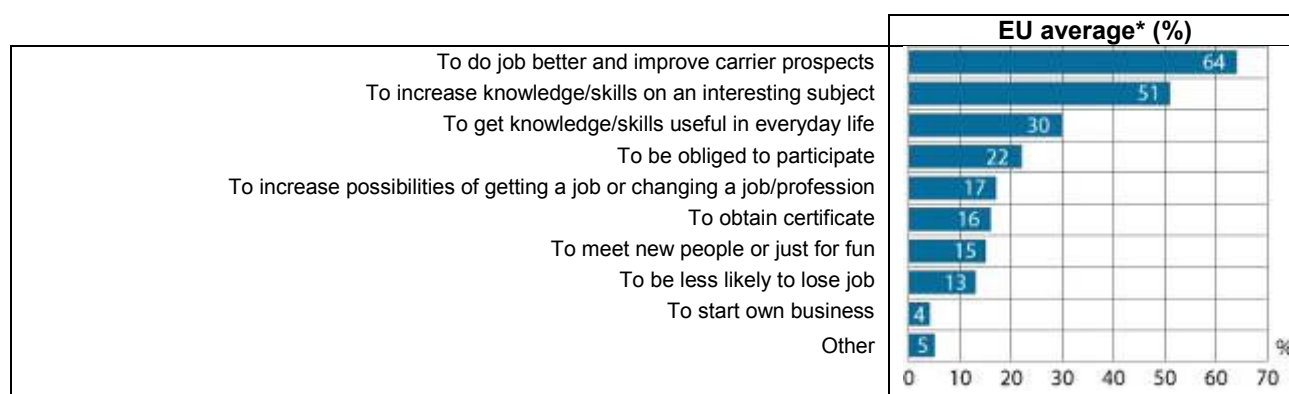 EU average* (%)
To do job better and improve carrier prospects 64
To increase knowledge/skills on an interesting subject 51
To get knowledge/skills useful in everyday life 30
To be obliged to participate 22
To increase possibilities of getting a job or changing a job/profession 17
To obtain certificate 16
To meet new people or just for fun 15
To be less likely to lose job 13
To start own business 4
Other 5 %
0 10 20 30 40 50 60 70